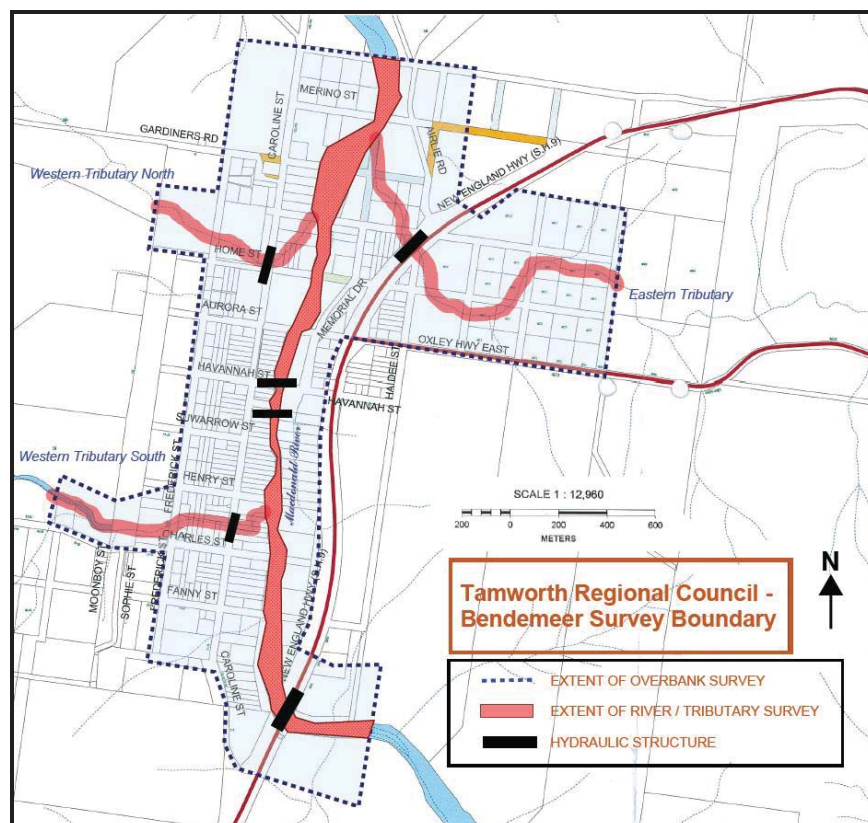 MERINO ST
CAROLINE ST
GARDINERS RD
AIRLIE RD
Western Tributary North
NEW ENGLAND HWY (S.H.9)
HOME ST
Eastern Tributary
AURORA ST
MEMORIAL DR
OXLEY HWY EAST
HAVANNAH ST
HAIDEE ST
HAVANNAH ST
SUWARROW ST
Western Tributary South
FREDERICK ST
Macdonald River
HENRY ST
SCALE 1 : 12,960
200 0 200 400 600
METERS
CHARLES ST
MOONBOY ST
SOPHIE ST
FREDERICK ST
FANNY ST
NEW ENGLAND HWY (S.H.9)
CAROLINE ST
N
Tamworth Regional Council -
Bendemeer Survey Boundary
EXTENT OF OVERBANK SURVEY
EXTENT OF RIVER / TRIBUTARY SURVEY
HYDRAULIC STRUCTURE